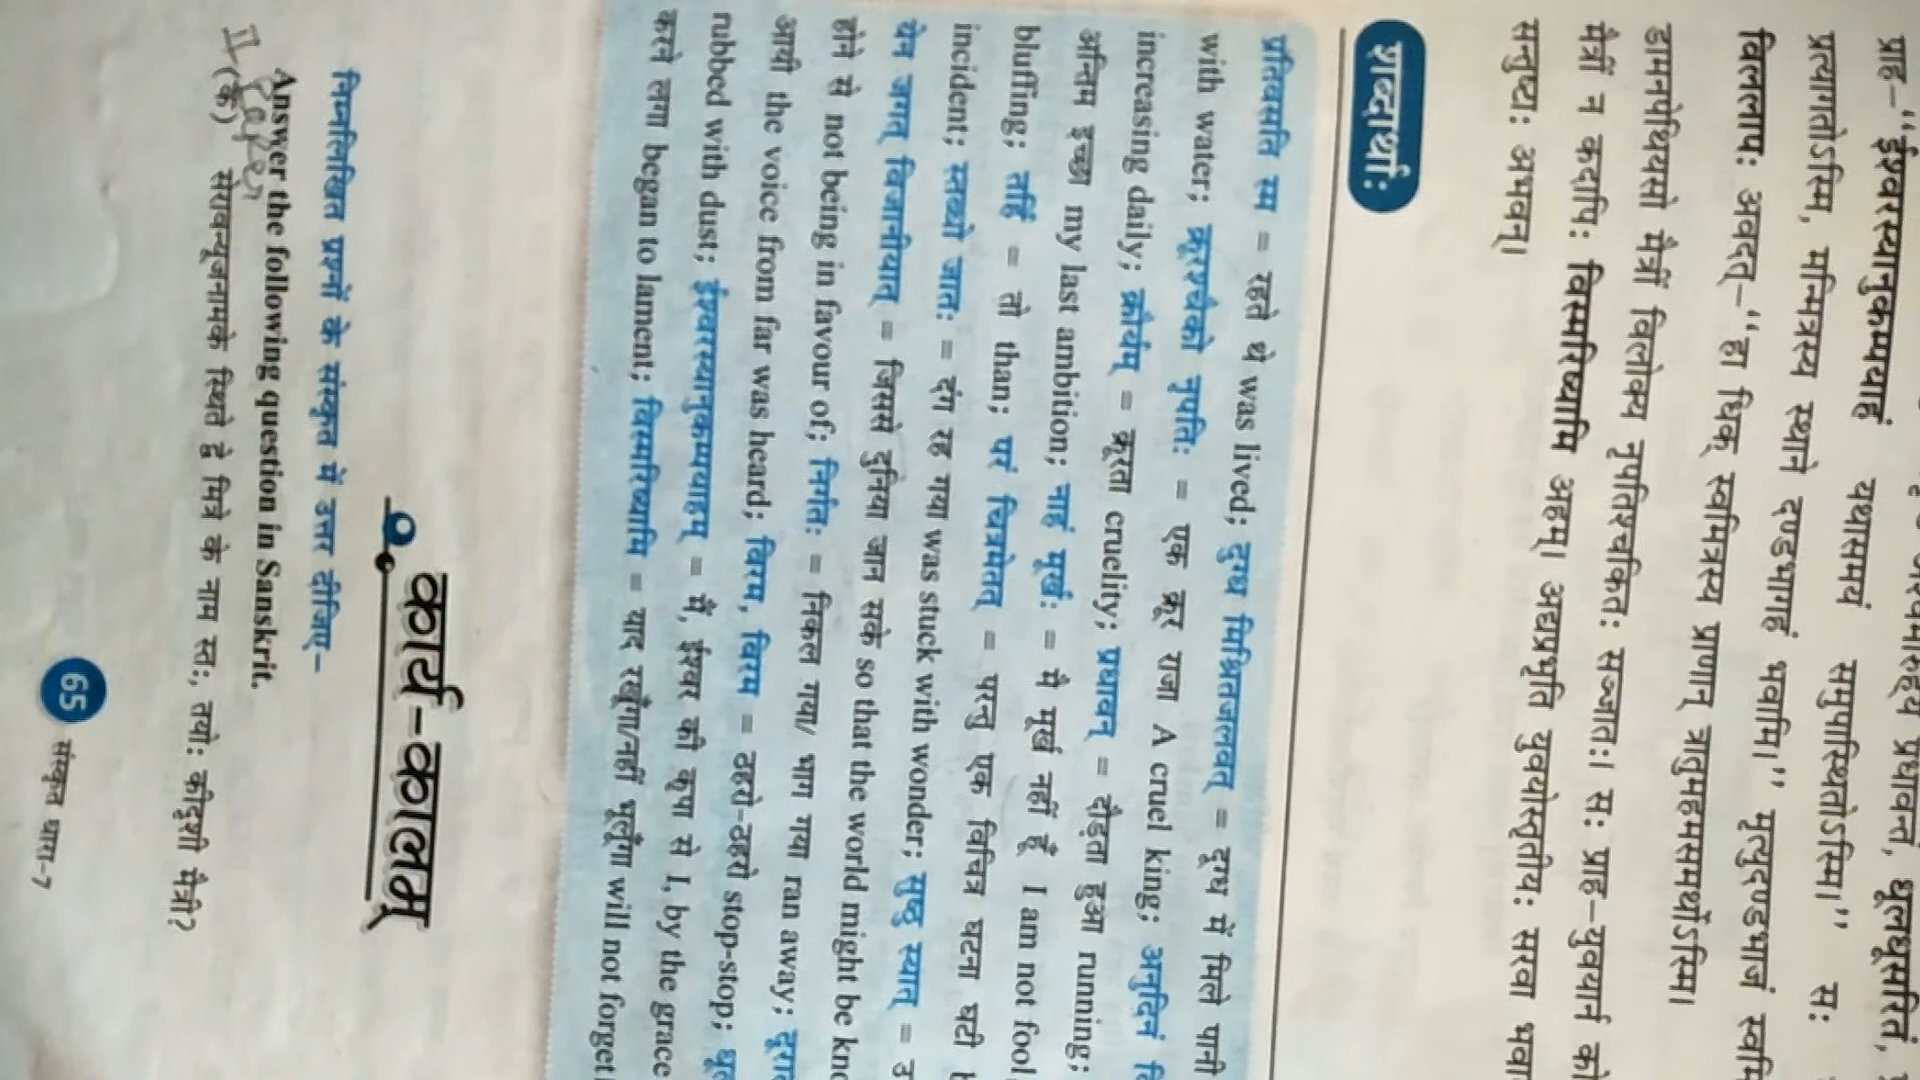 प्राह–“ईश्वरस्यानुकम्पयाहं यथासमयं समुपास्थितोऽस्मि।” सः
प्रत्यागतोऽस्मि, मन्मित्रस्य स्थाने दण्डभागहं भवामि।” मृत्युदण्डभाजं स्वमि
विललापः अवदत्–“हा धिक् स्वमित्रस्य प्राणान् त्रातुमहमसमर्थोऽस्मि।
डामनपेथियसो मैत्रीं विलोक्य नृपतिश्चकितः सञ्जातः। सः प्राह–युवयार्न को
मैत्रीं न कदापिः विस्मरिष्यामि अहम्। अद्यप्रभृति युवयोस्तृतीयः सखा भवा
सन्तुष्टाः अभवन्।
शब्दार्थाः
प्रतिवसति स्म = रहते थे was lived; दुग्ध मिश्रितजलवत् = दूध में मिले पानी
with water; क्रूरश्चैको नृपतिः = एक क्रूर राजा A cruel king; अनुदिनं
increasing daily; क्रौर्यम् = क्रूरता cruelity; प्रधावन् = दौड़ता हुआ running;
अन्तिम इच्छा my last ambition; नाहं मूर्खः = मै मूर्ख नहीं हूँ I am not fool
bluffing; तर्हि = तो than; परं चित्रमेतत् = परन्तु एक विचित्र घटना घटी
incident; स्तब्धो जातः = दंग रह गया was stuck with wonder; सुष्ठु स्यात् =
येन जगत् विजानीयात् = जिससे दुनिया जान सके so that the world might be kno
होने से not being in favour of; निर्गतः = निकल गया/ भाग गया ran away; दूरा
आयी the voice from far was heard; विरम, विरम = ठहरो-ठहरो stop-stop;
rubbed with dust; ईश्वरस्यानुकम्पयाहम् = मैं, ईश्वर की कृपा से I, by the grace
करने लगा began to lament; विस्मरिष्यामि = याद रखूँगा/नहीं भूलूँगा will not forget
कार्य-कालम्
निम्नलिखित प्रश्नों के संस्कृत में उत्तर दीजिए–
Answer the following question in Sanskrit.
II (क) सेराक्यूजनामके स्थिते द्वे मित्रे के नाम स्तः, तयोः कीदृशी मैत्री?
65 संस्कृत धारा-7